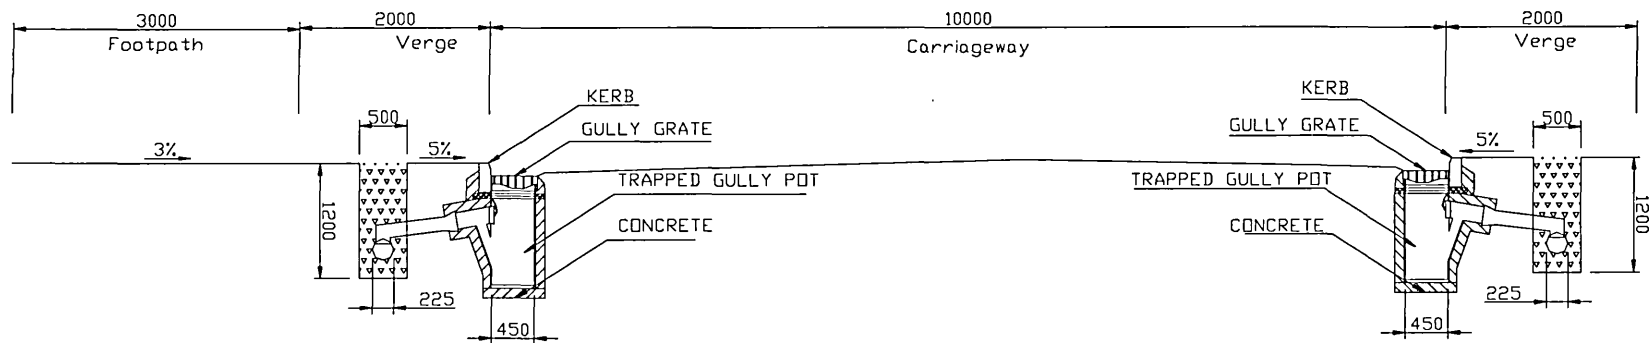 3000 2000 10000 2000
Footpath Verge Carriageway Verge
KERB KERB
500 GULLY GRATE GULLY GRATE 500
3% 5% 5%
TRAPPED GULLY POT TRAPPED GULLY POT
1200 1200
CONCRETE CONCRETE
225 225
450 450